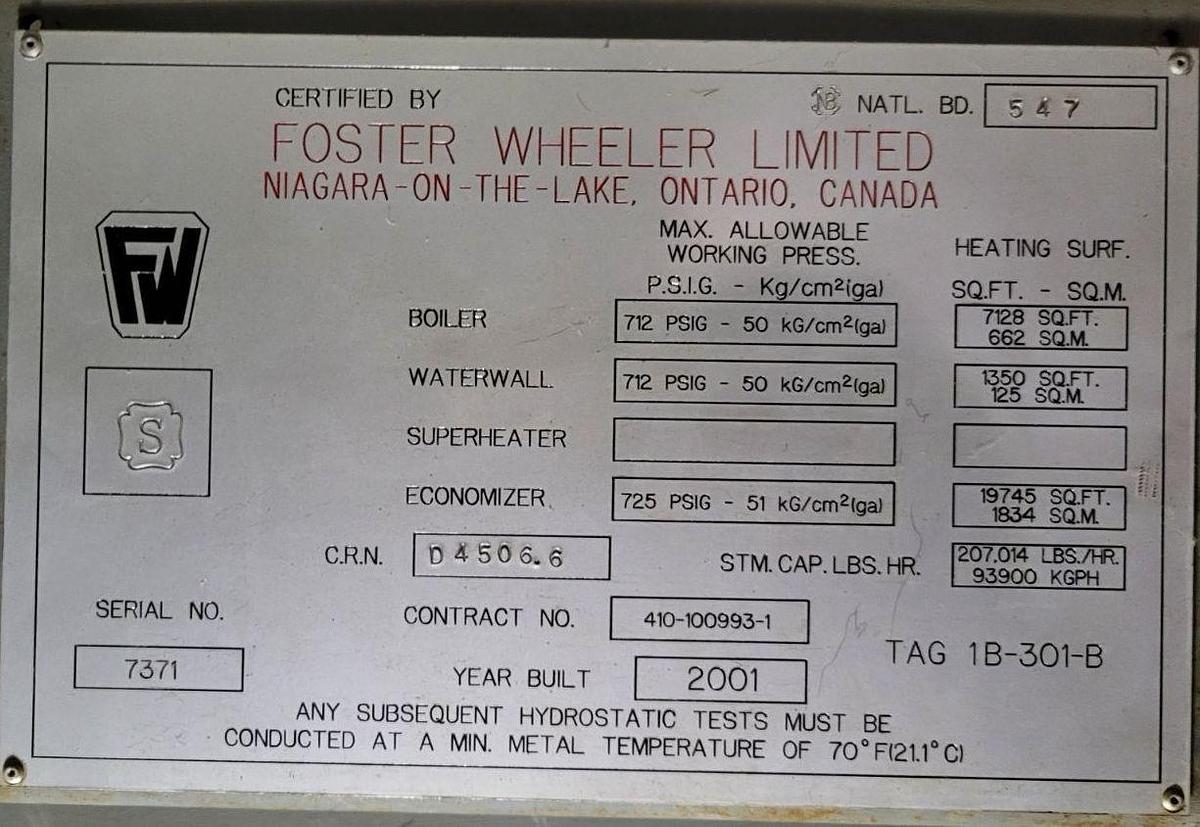 CERTIFIED BY
NB NATL. BD. 547
FOSTER WHEELER LIMITED
NIAGARA-ON-THE-LAKE, ONTARIO, CANADA
FW
MAX. ALLOWABLE
WORKING PRESS.
P.S.I.G. - Kg/cm²(ga)
HEATING SURF.
SQ.FT. - SQ.M.
BOILER 712 PSIG - 50 kG/cm²(ga) 7128 SQ.FT.
662 SQ.M.
WATERWALL 712 PSIG - 50 kG/cm²(ga) 1350 SQ.FT.
125 SQ.M.
S
SUPERHEATER
ECONOMIZER 725 PSIG - 51 kG/cm²(ga) 19745 SQ.FT.
1834 SQ.M.
C.R.N. D4506.6 STM. CAP. LBS. HR. 207.014 LBS./HR.
93900 KGPH
SERIAL NO. CONTRACT NO. 410-100993-1
7371 YEAR BUILT 2001 TAG 1B-301-B
ANY SUBSEQUENT HYDROSTATIC TESTS MUST BE
CONDUCTED AT A MIN. METAL TEMPERATURE OF 70°F(21.1°C)